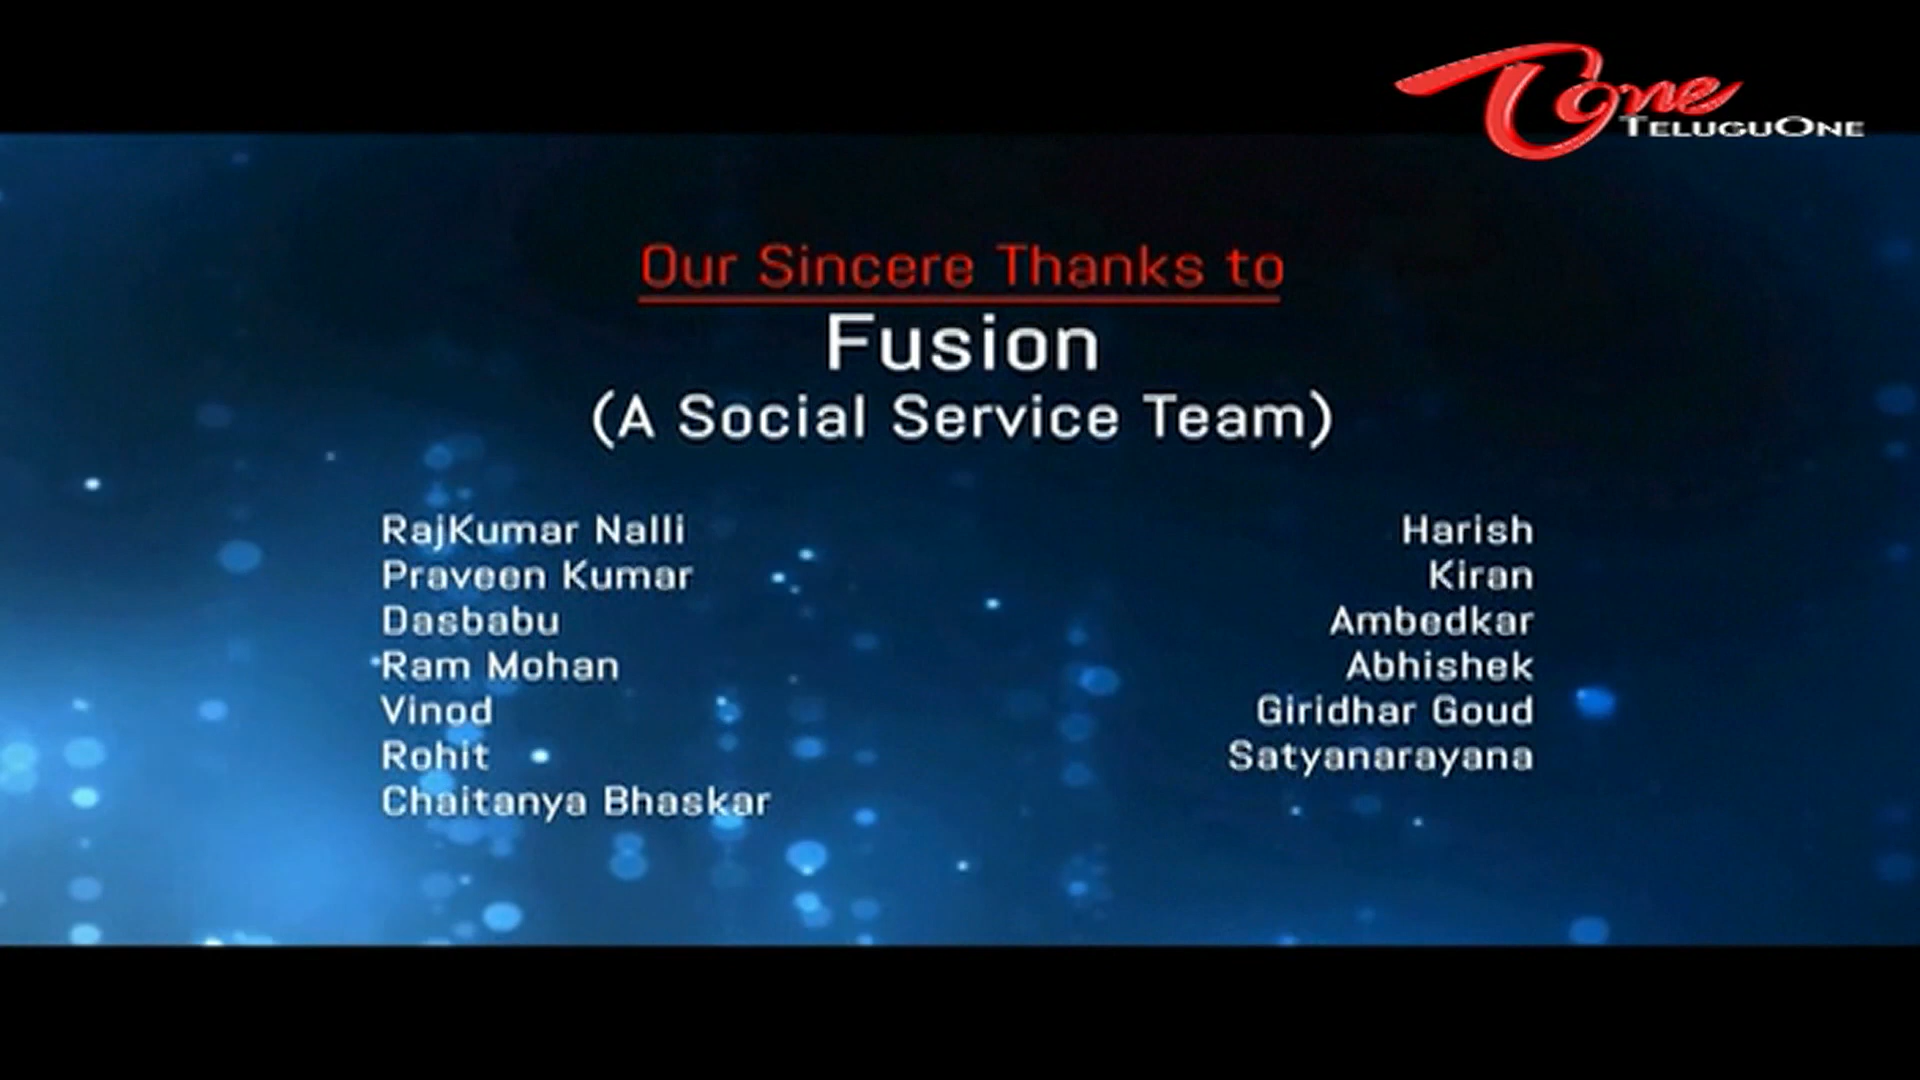 Tone
TELUGUONE
Our Sincere Thanks to
Fusion
(A Social Service Team)
RajKumar Nalli
Praveen Kumar
Dasbabu
Ram Mohan
Vinod
Rohit
Chaitanya Bhaskar
Harish
Kiran
Ambedkar
Abhishek
Giridhar Goud
Satyanarayana